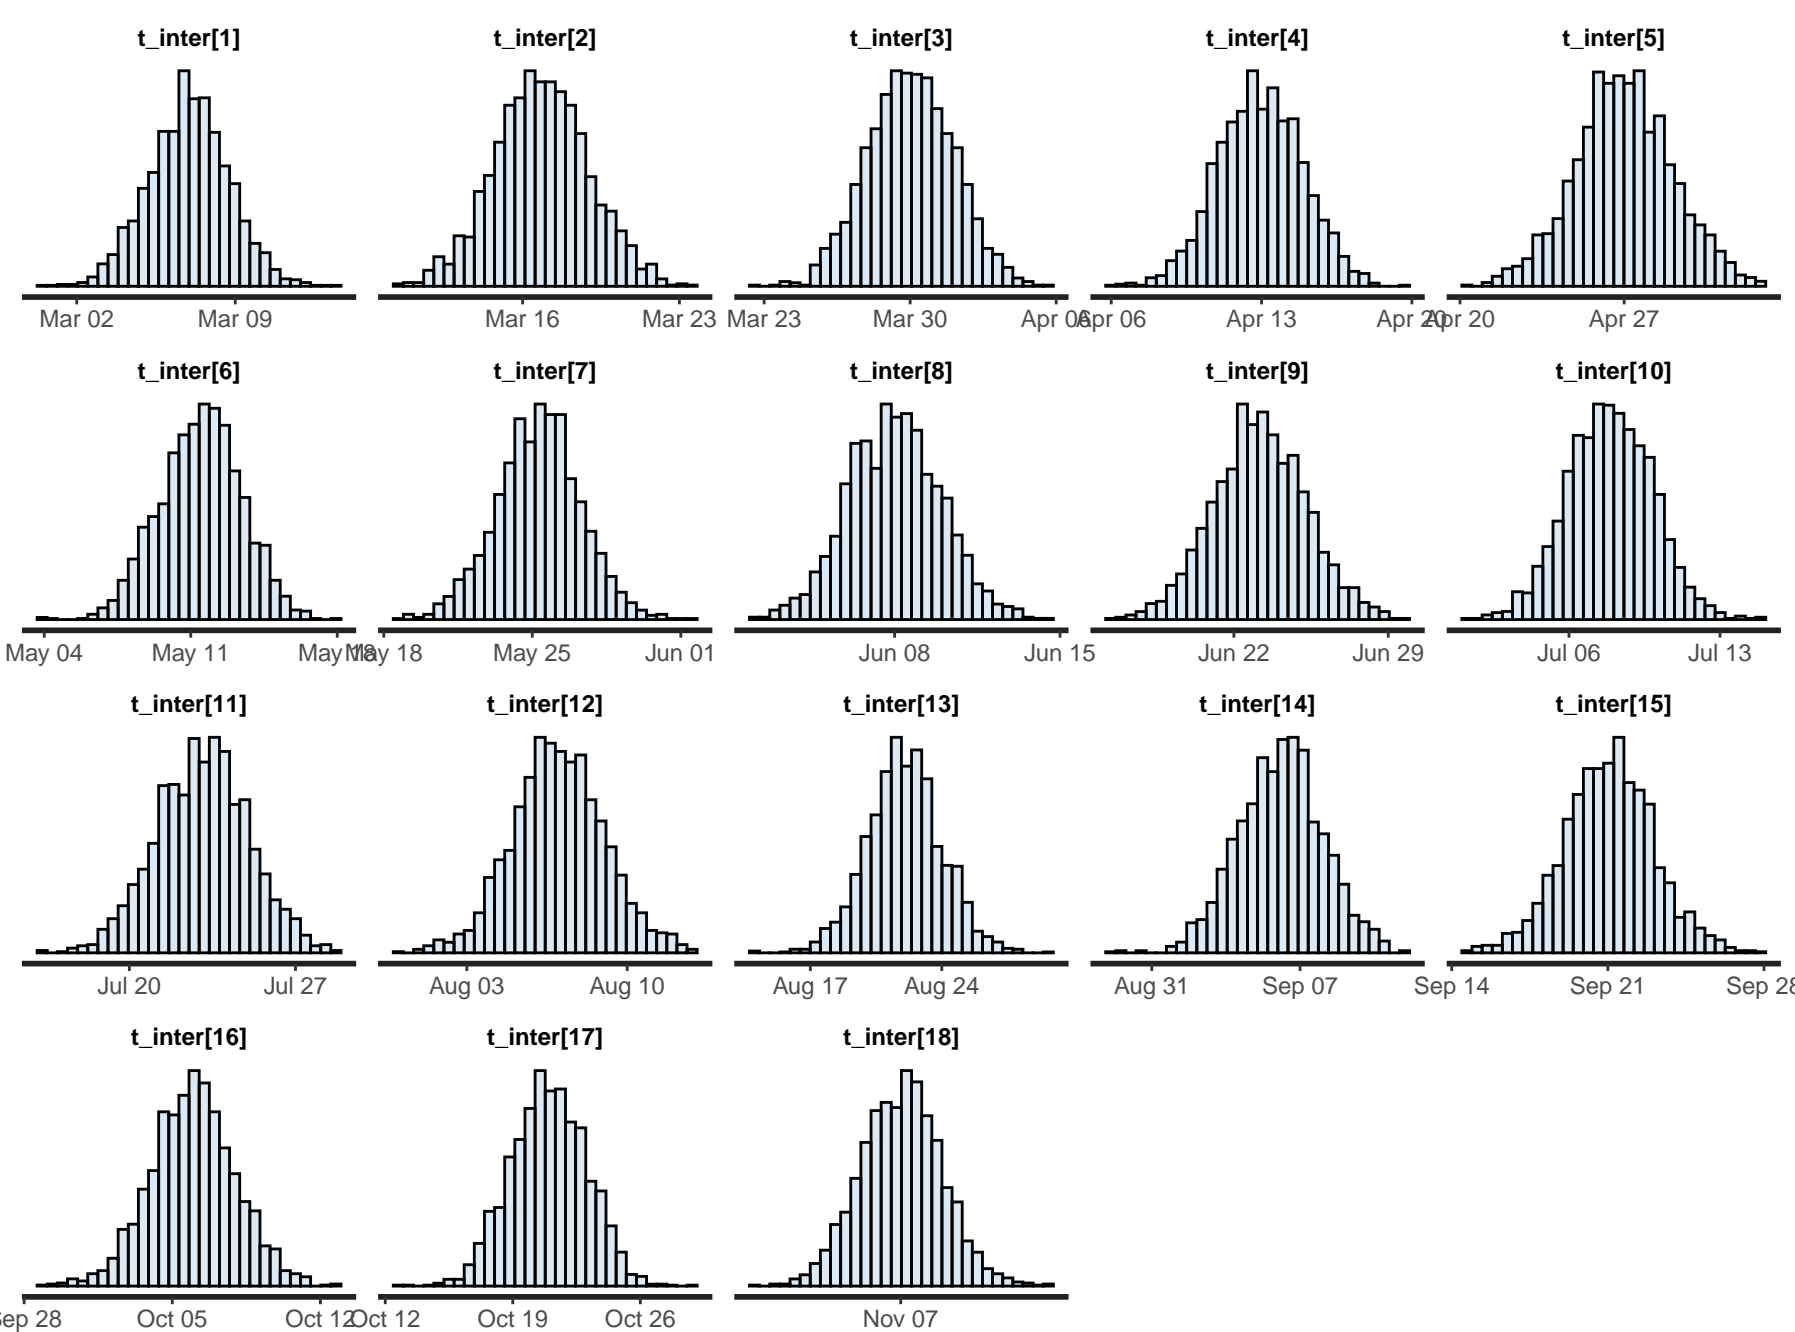 t_inter[1] t_inter[2] t_inter[3] t_inter[4] t_inter[5]
Mar 02 Mar 09 Mar 16 Mar 23 Mar 23 Mar 30 Apr 06 Apr 06 Apr 13 Apr 20 Apr 20 Apr 27
t_inter[6] t_inter[7] t_inter[8] t_inter[9] t_inter[10]
May 04 May 11 May 18 May 18 May 25 Jun 01 Jun 08 Jun 15 Jun 22 Jun 29 Jul 06 Jul 13
t_inter[11] t_inter[12] t_inter[13] t_inter[14] t_inter[15]
Jul 20 Jul 27 Aug 03 Aug 10 Aug 17 Aug 24 Aug 31 Sep 07 Sep 14 Sep 21 Sep 28
t_inter[16] t_inter[17] t_inter[18]
Sep 28 Oct 05 Oct 12 Oct 12 Oct 19 Oct 26 Nov 07